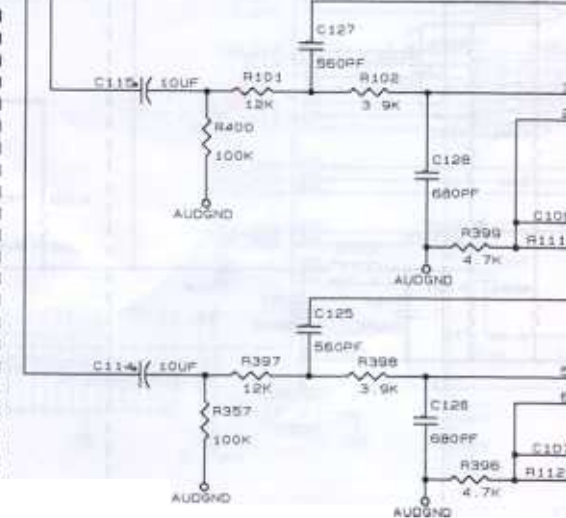 C127
560PF
C115 10UF R101 R102
12K 3.9K
R400
100K
C128
680PF
AUDGND
R399
4.7K R111
AUDGND
C125
560PF
C114 10UF R397 R398
12K 3.9K
R357
100K
C126
680PF
R396
4.7K R112
AUDGND
AUDGND